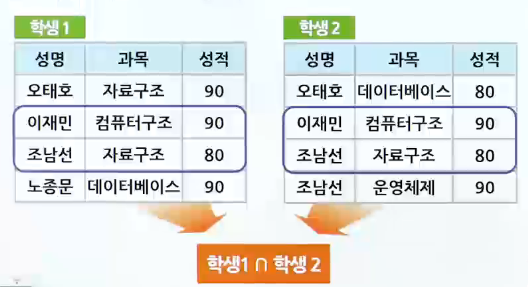 학생 1
성명 과목 성적
오태호 자료구조 90
이재민 컴퓨터구조 90
조남선 자료구조 80
노종문 데이터베이스 90
학생 2
성명 과목 성적
오태호 데이터베이스 80
이재민 컴퓨터구조 90
조남선 자료구조 80
조남선 운영체제 90
학생1 ∩ 학생 2